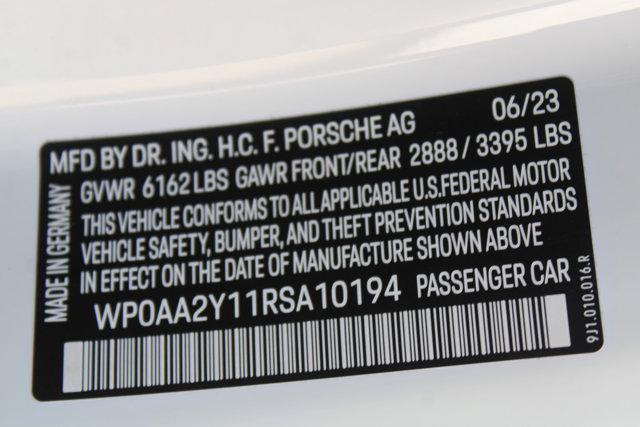 MFD BY DR. ING. H.C. F. PORSCHE AG 06/23
GVWR 6162 LBS GAWR FRONT/REAR 2888 / 3395 LBS
THIS VEHICLE CONFORMS TO ALL APPLICABLE U.S.FEDERAL MOTOR
VEHICLE SAFETY, BUMPER, AND THEFT PREVENTION STANDARDS
IN EFFECT ON THE DATE OF MANUFACTURE SHOWN ABOVE
WP0AA2Y11RSA10194 PASSENGER CAR
MADE IN GERMANY
9J1.010.016.R